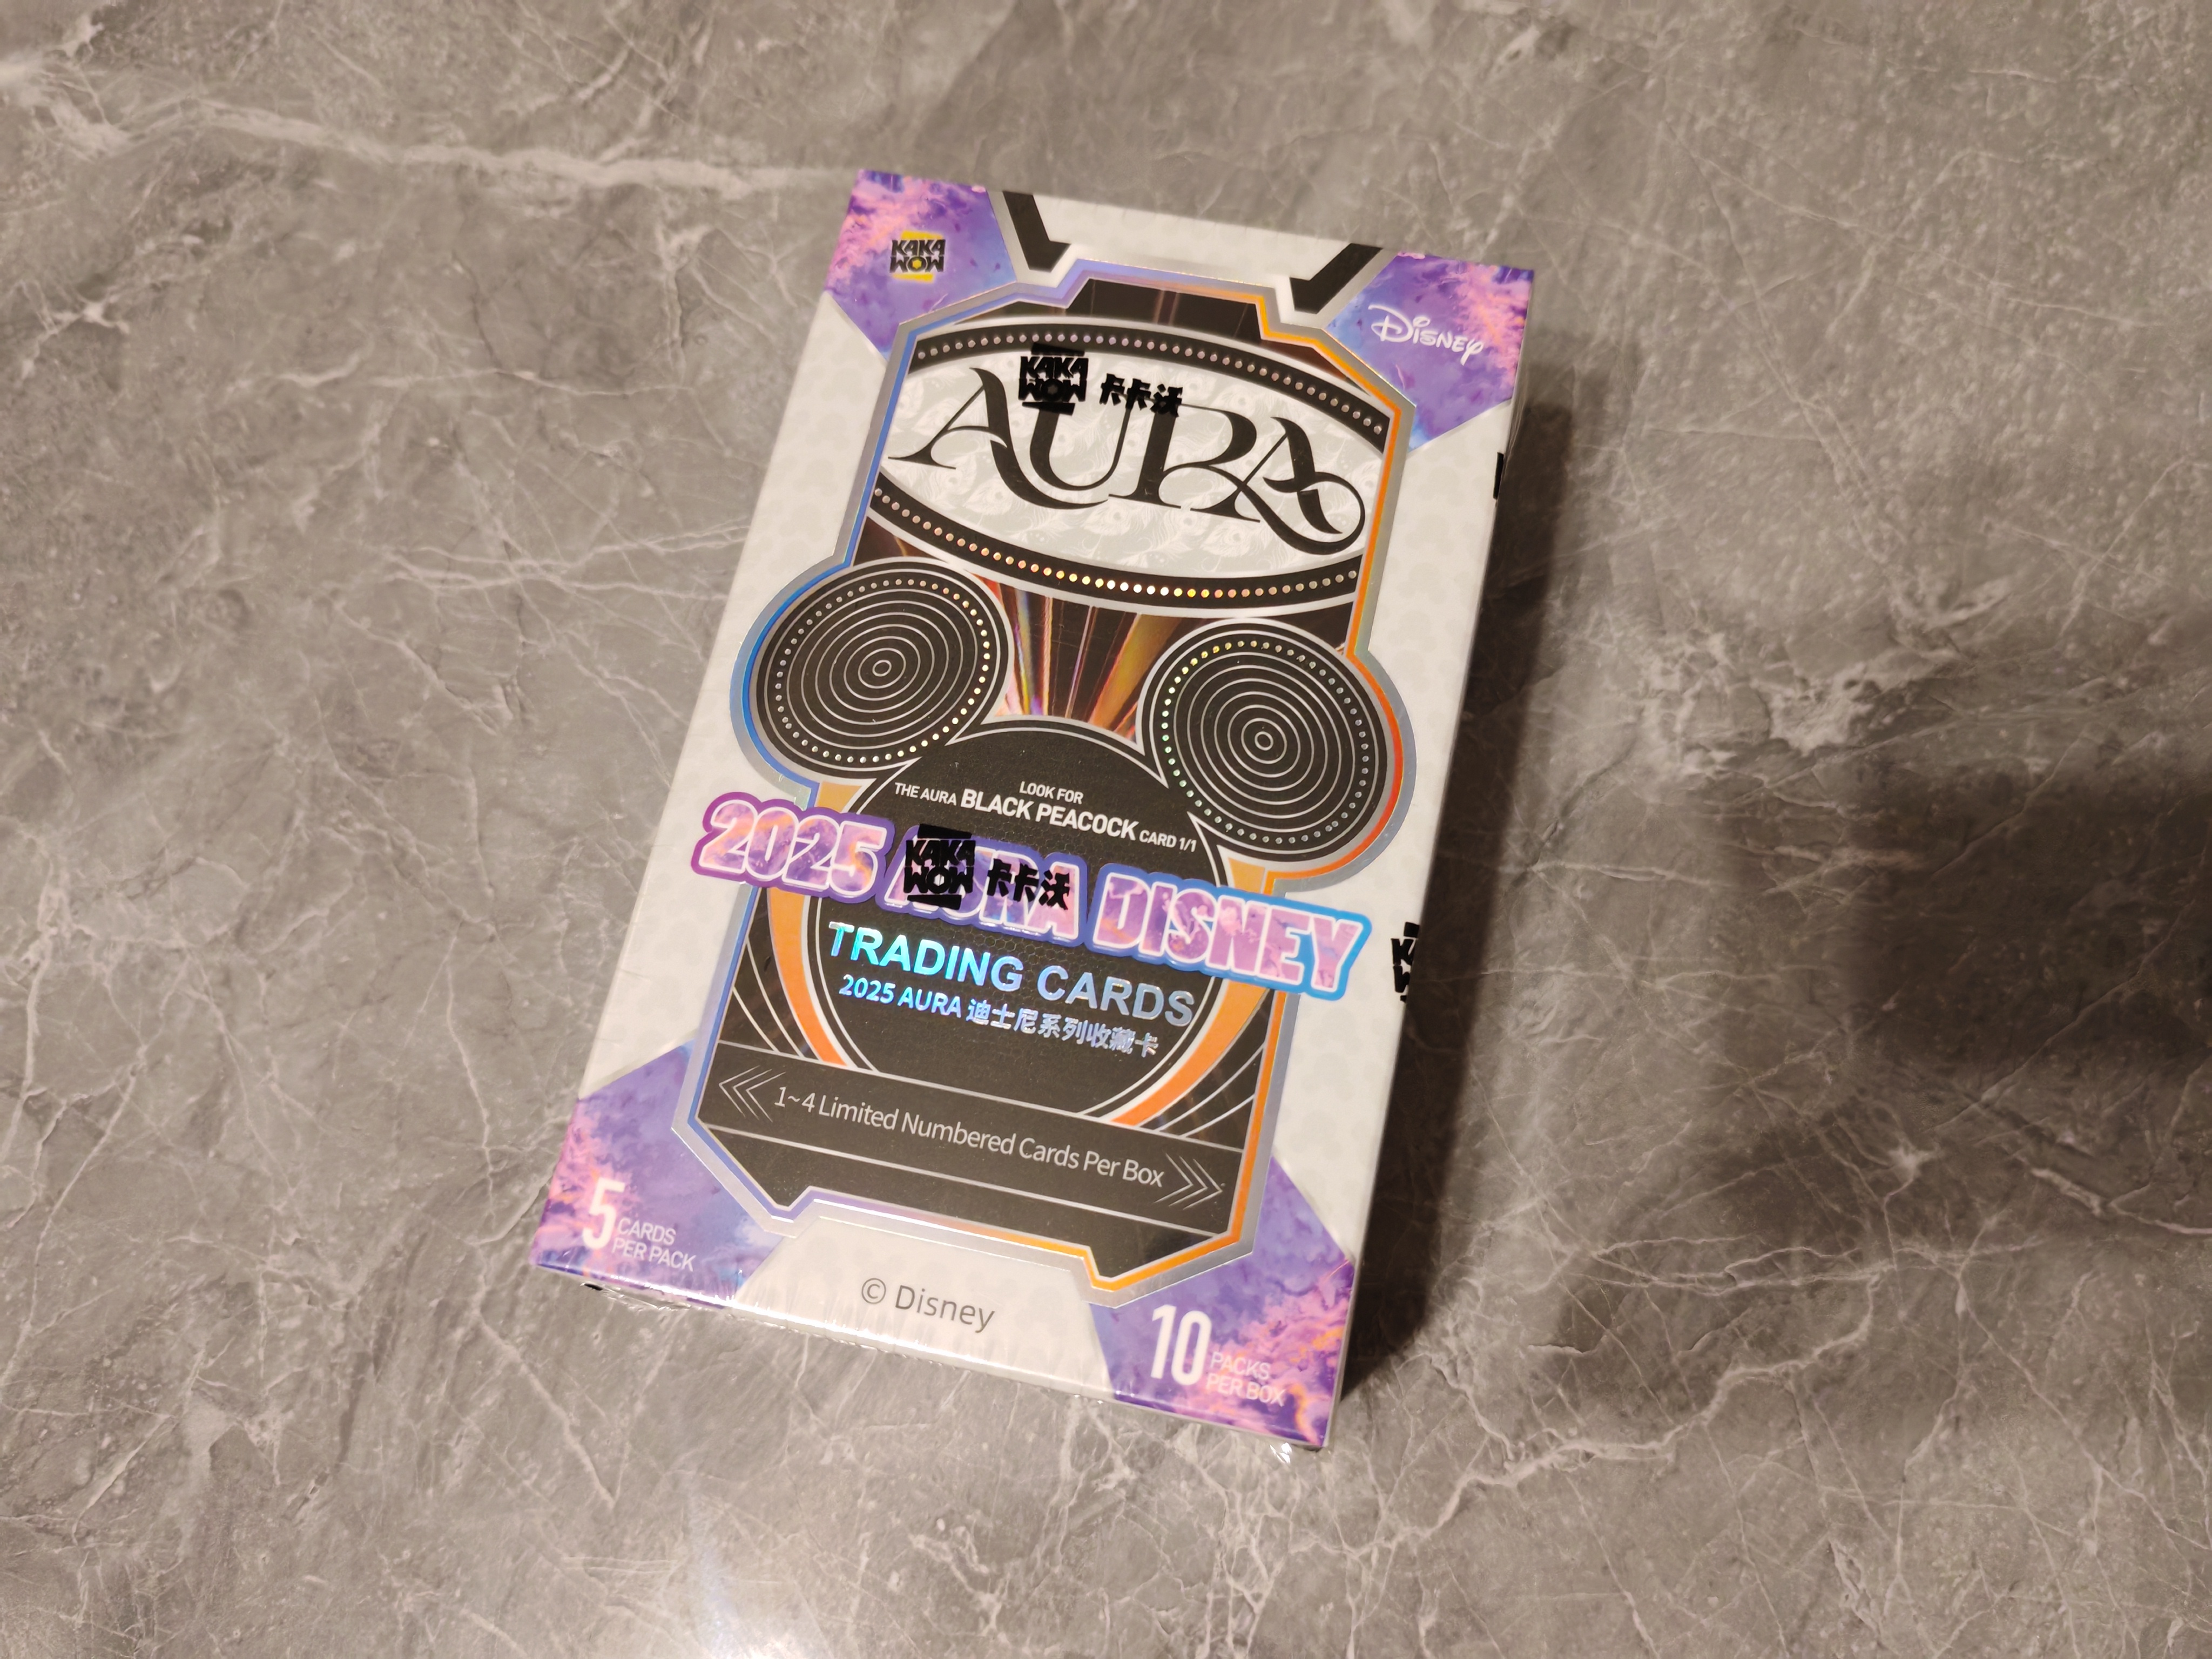 KAKA
WOW
Disney
KAKA
WOW 卡卡沃
AURA
LOOK FOR
THE AURA BLACK PEACOCK CARD 1/1
2025 AURA DISNEY
KAKA
WOW 卡卡沃
TRADING CARDS
2025 AURA 迪士尼系列收藏卡
1~4 Limited Numbered Cards Per Box
5 CARDS
PER PACK
© Disney
10 PACKS
PER BOX